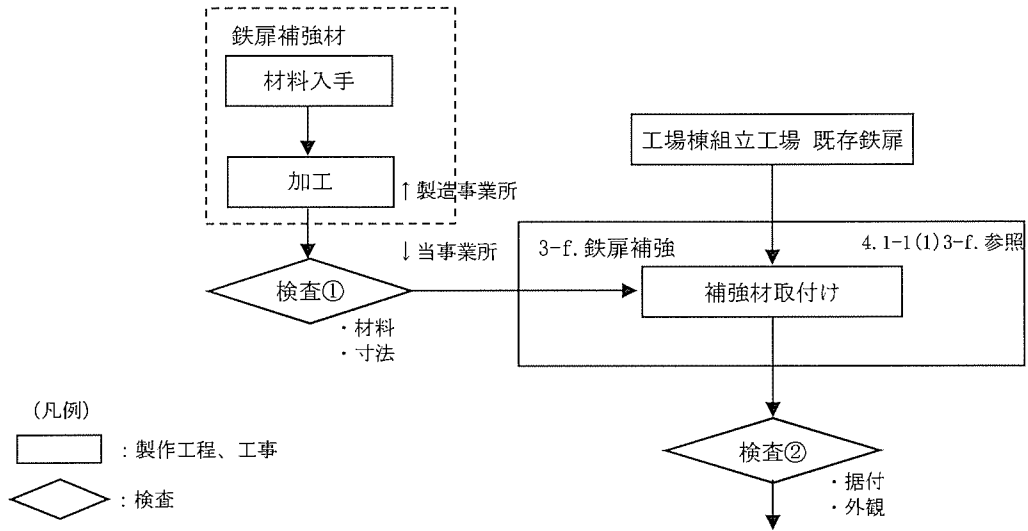 鉄扉補強材
材料入手
加工
↑製造事業所
↓当事業所
検査①
・材料
・寸法
工場棟組立工場 既存鉄扉
3-f.鉄扉補強
4.1-1(1)3-f.参照
補強材取付け
検査②
・据付
・外観
(凡例)
：製作工程、工事
：検査